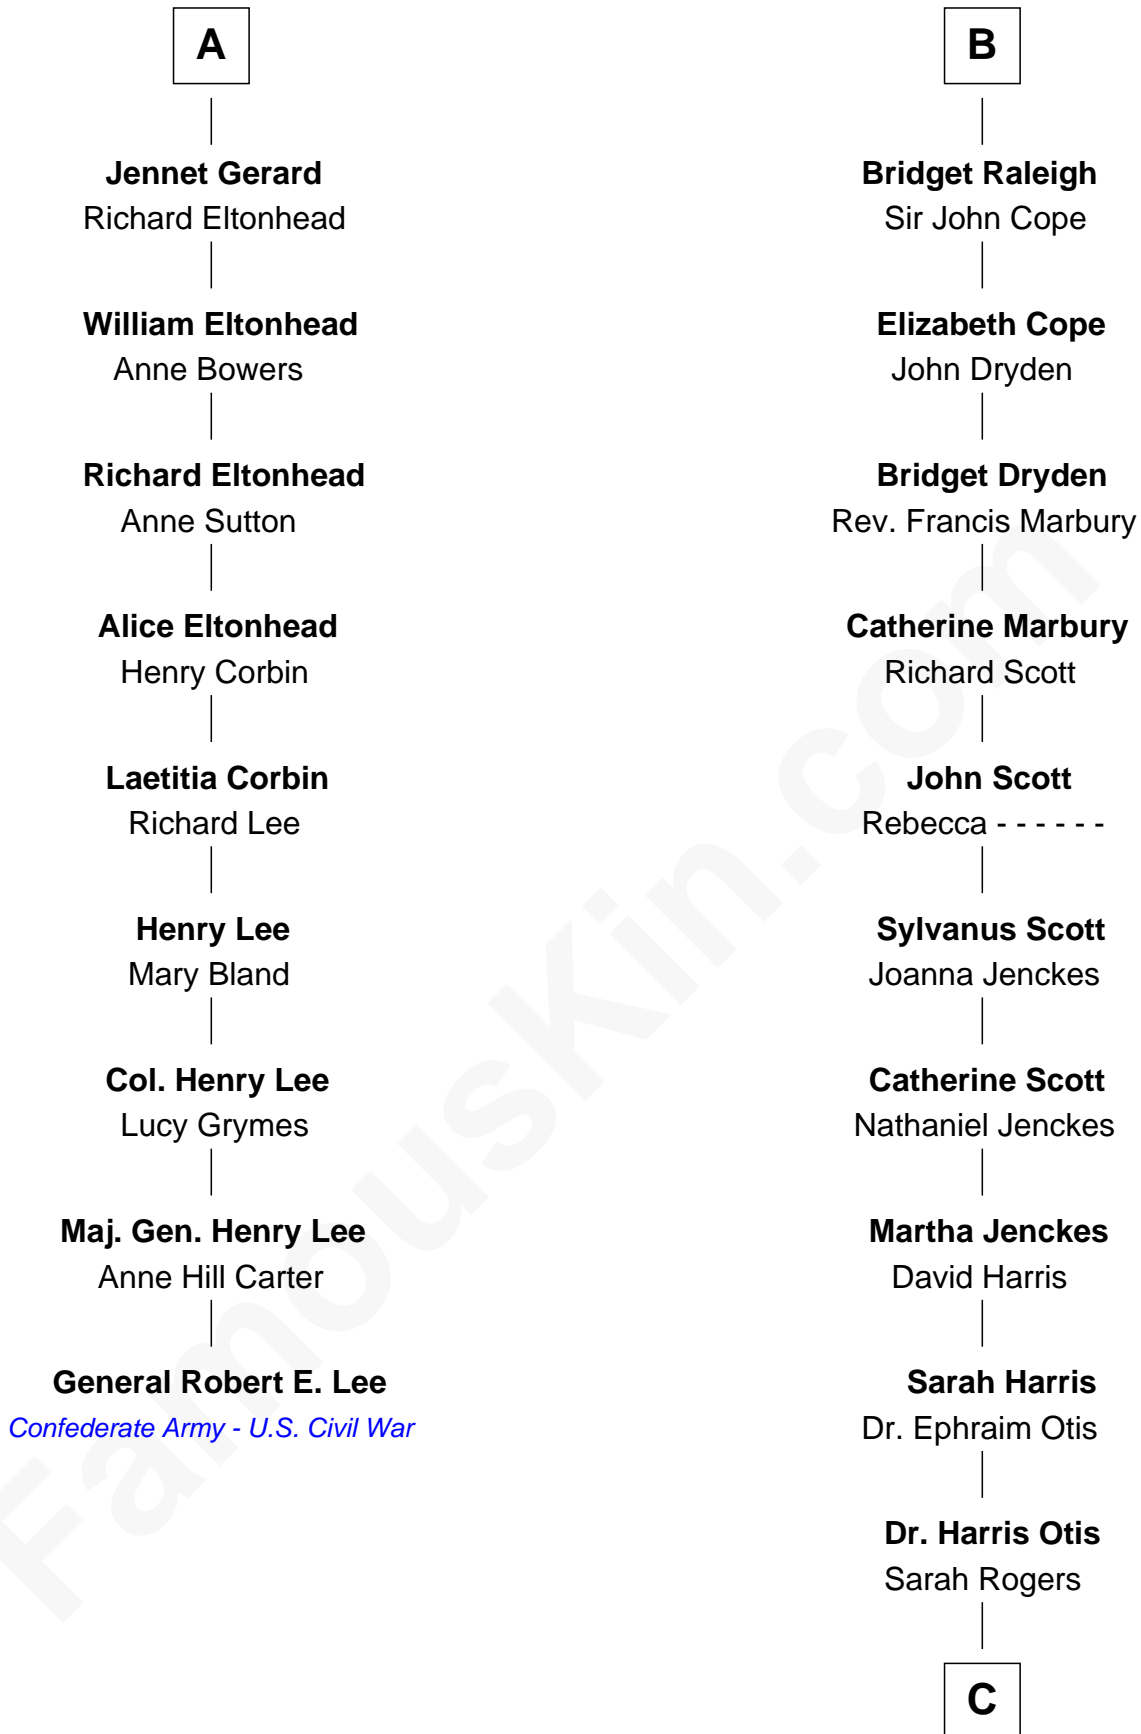 A
Jennet Gerard
Richard Eltonhead
William Eltonhead
Anne Bowers
Richard Eltonhead
Anne Sutton
Alice Eltonhead
Henry Corbin
Laetitia Corbin
Richard Lee
Henry Lee
Mary Bland
Col. Henry Lee
Lucy Grymes
Maj. Gen. Henry Lee
Anne Hill Carter
General Robert E. Lee
Confederate Army - U.S. Civil War
B
Bridget Raleigh
Sir John Cope
Elizabeth Cope
John Dryden
Bridget Dryden
Rev. Francis Marbury
Catherine Marbury
Richard Scott
John Scott
Rebecca - - - - - -
Sylvanus Scott
Joanna Jenckes
Catherine Scott
Nathaniel Jenckes
Martha Jenckes
David Harris
Sarah Harris
Dr. Ephraim Otis
Dr. Harris Otis
Sarah Rogers
C
FamousKin.com